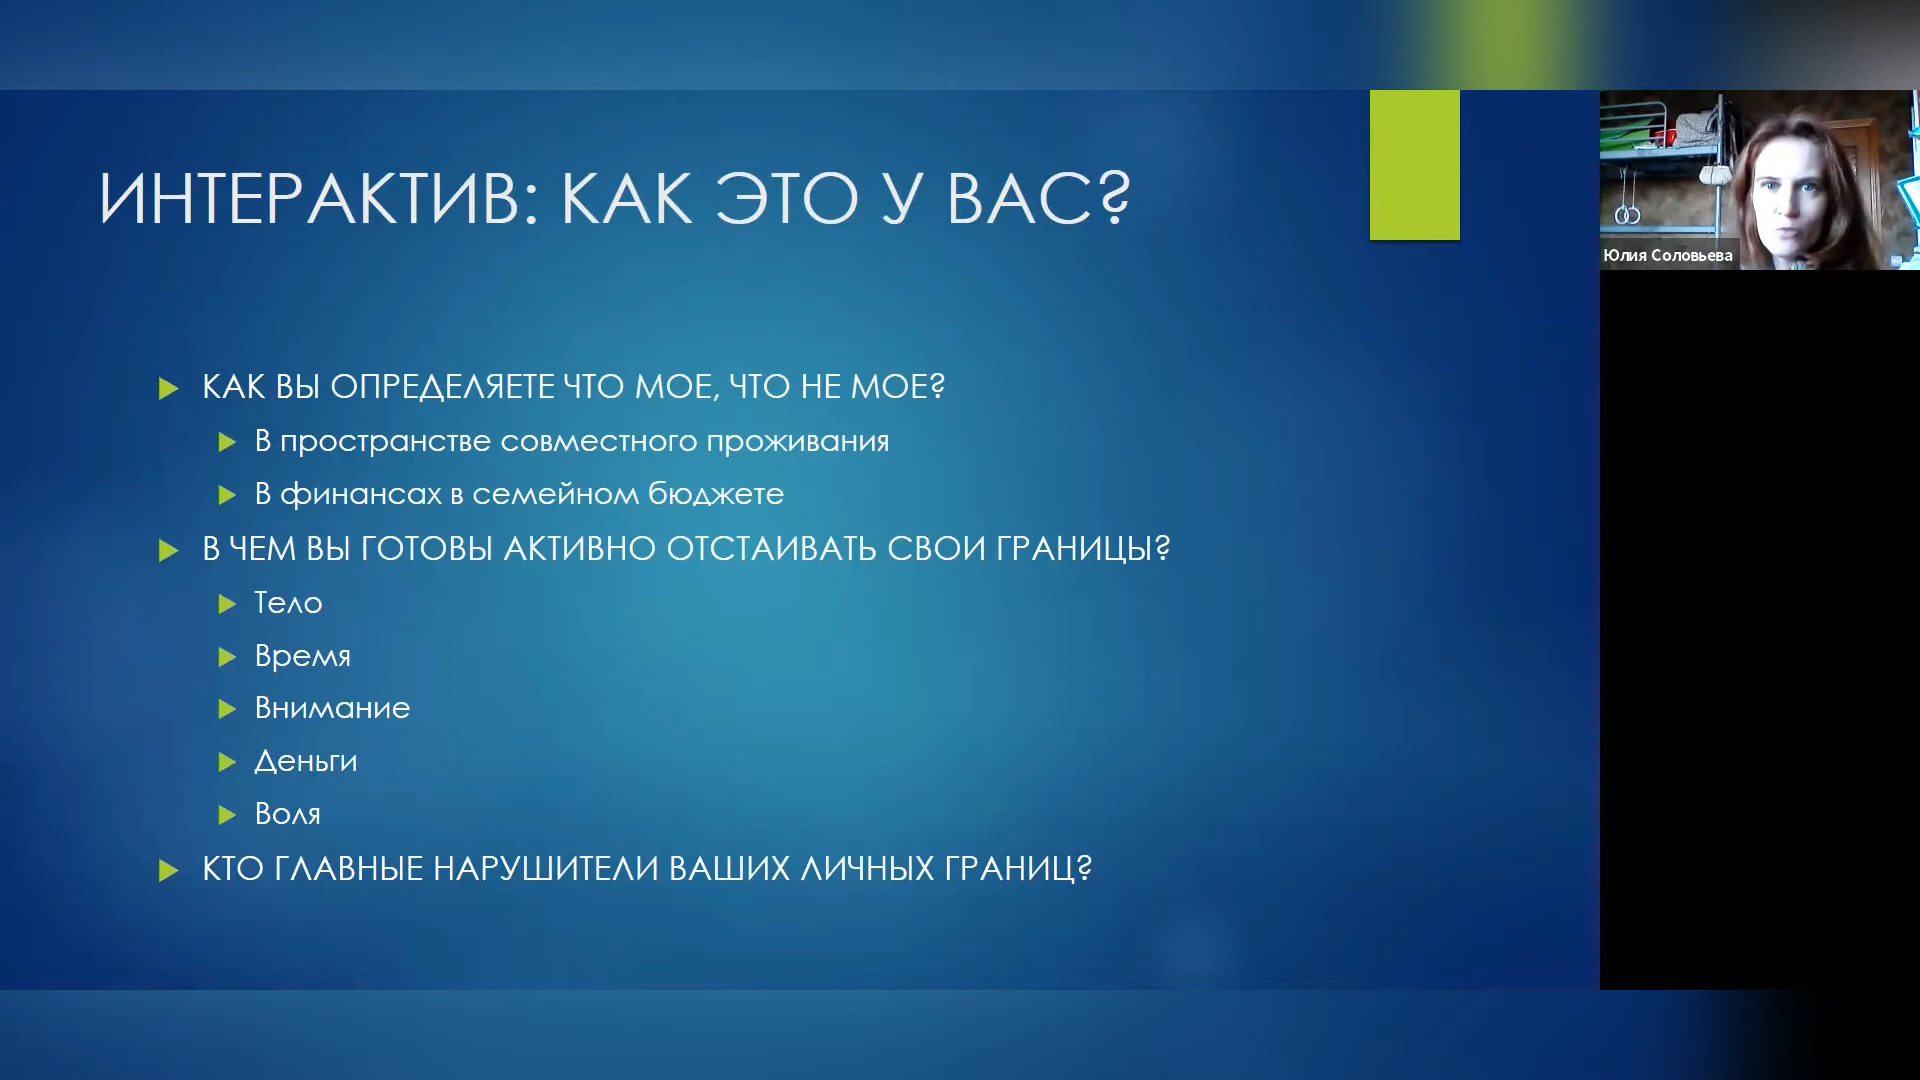 ИНТЕРАКТИВ: КАК ЭТО У ВАС?
Юлия Соловьева
КАК ВЫ ОПРЕДЕЛЯЕТЕ ЧТО МОЕ, ЧТО НЕ МОЕ?
В пространстве совместного проживания
В финансах в семейном бюджете
В ЧЕМ ВЫ ГОТОВЫ АКТИВНО ОТСТАИВАТЬ СВОИ ГРАНИЦЫ?
Тело
Время
Внимание
Деньги
Воля
КТО ГЛАВНЫЕ НАРУШИТЕЛИ ВАШИХ ЛИЧНЫХ ГРАНИЦ?